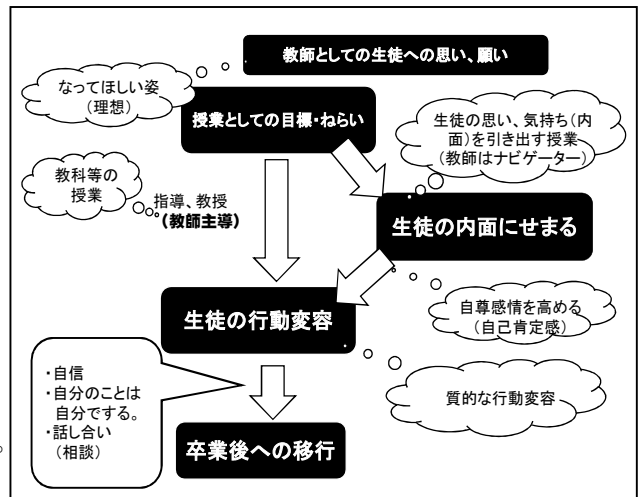 教師としての生徒への思い、願い
なってほしい姿
(理想)
授業としての目標・ねらい
生徒の思い、気持ち(内
面)を引き出す授業
(教師はナビゲーター)
教科等の
授業
指導、教授
(教師主導)
生徒の内面にせまる
生徒の行動変容
自尊感情を高める
(自己肯定感)
・自信
・自分のことは
自分でする。
・話し合い
(相談)
質的な行動変容
卒業後への移行
。